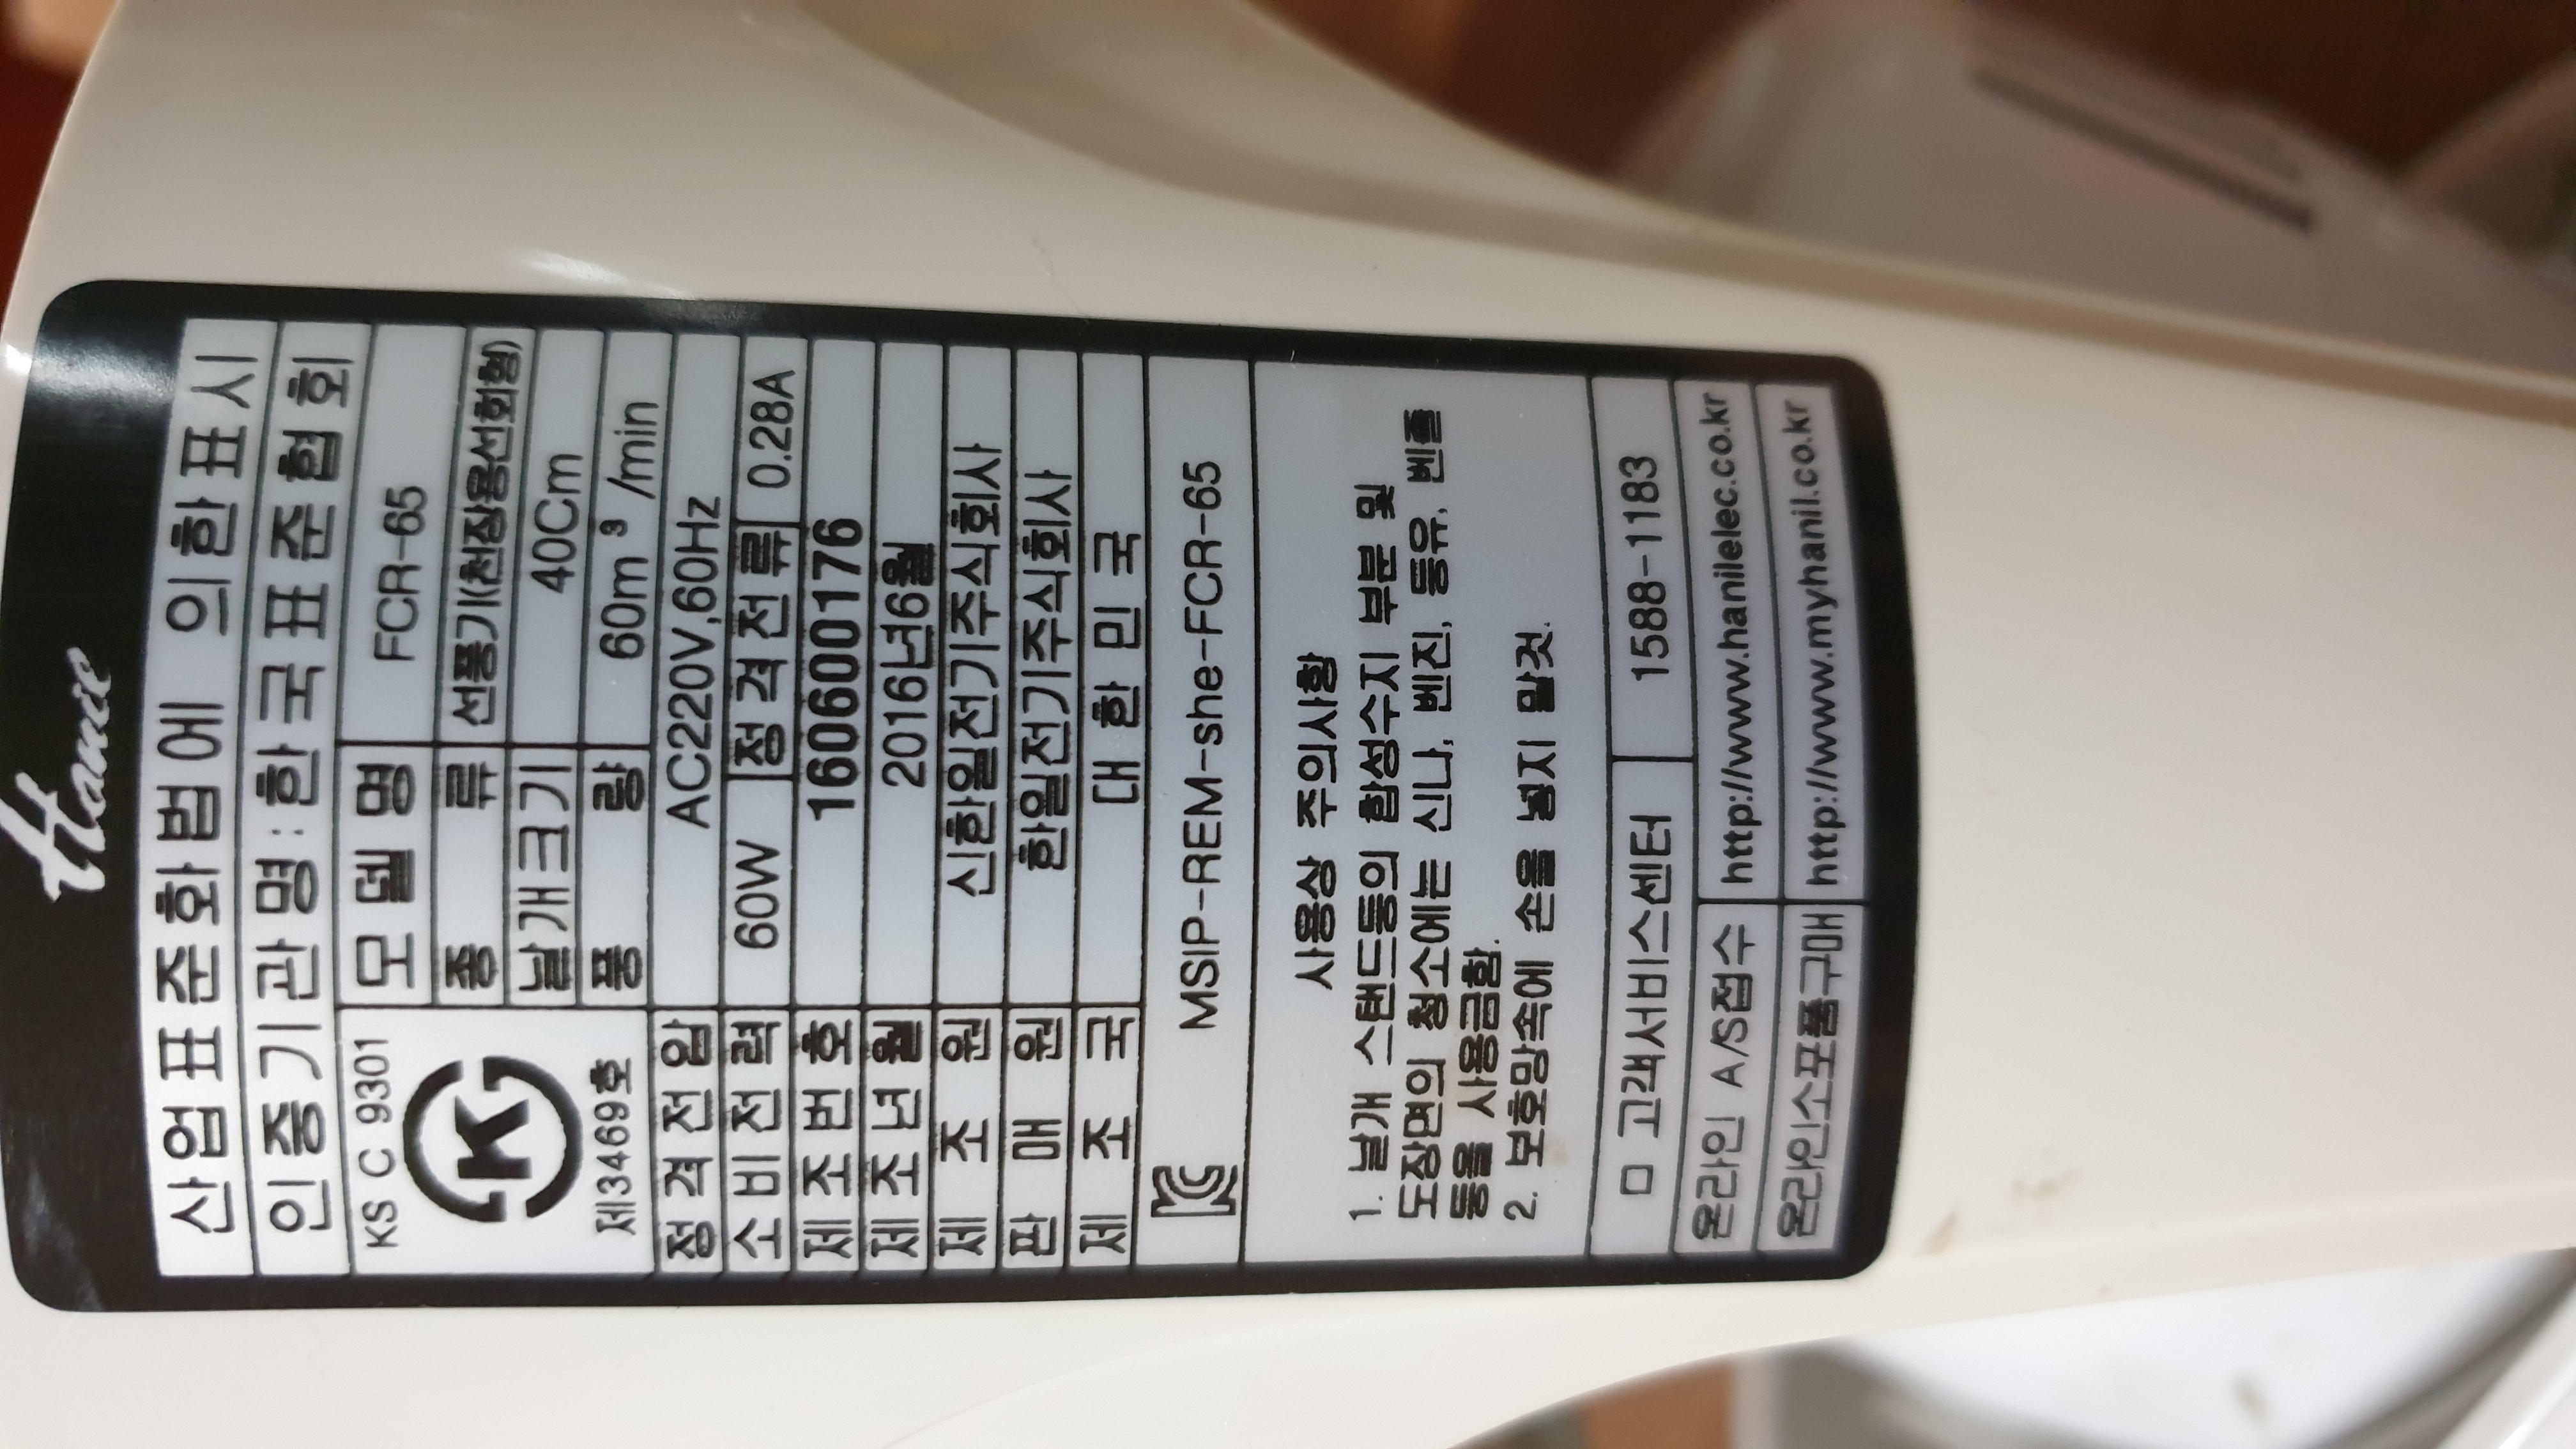 Hanil
산업표준화법에 의한표시
인증기관명:한국표준협회
KS C 9301
K
제3469호
모델명 FCR-65
종류 선풍기(천장용선회형)
날개크기 40Cm
풍량 60m³/min
정격전압 AC220V,60Hz
소비전력 60W 정격전류 0.28A
제조번호 160600176
제조년월 2016년6월
제조원 신한일전기주식회사
판매원 한일전기주식회사
제조국 대한민국
MSIP-REM-she-FCR-65
사용상 주의사항
1. 날개 스탠드등의 합성수지 부분 및
도장면의 청소에는 신나, 벤진, 등유, 벤졸
등을 사용금함.
2. 보호망속에 손을 넣지 말것.
□ 고객서비스센터 1588-1183
온라인 A/S접수 http://www.hanilelec.co.kr
온라인소모품구매 http://www.myhanil.co.kr